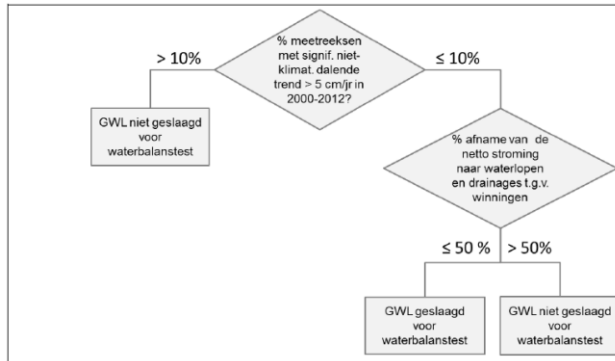 % meetreeksen
met signif. niet-
klimat. dalende
trend > 5 cm/jr in
2000-2012?
> 10%
≤ 10%
GWL niet geslaagd
voor
waterbalanstest
% afname van de
netto stroming
naar waterlopen
en drainages t.g.v.
winningen
≤ 50 %
> 50%
GWL geslaagd
voor
waterbalanstest
GWL niet geslaagd
voor
waterbalanstest